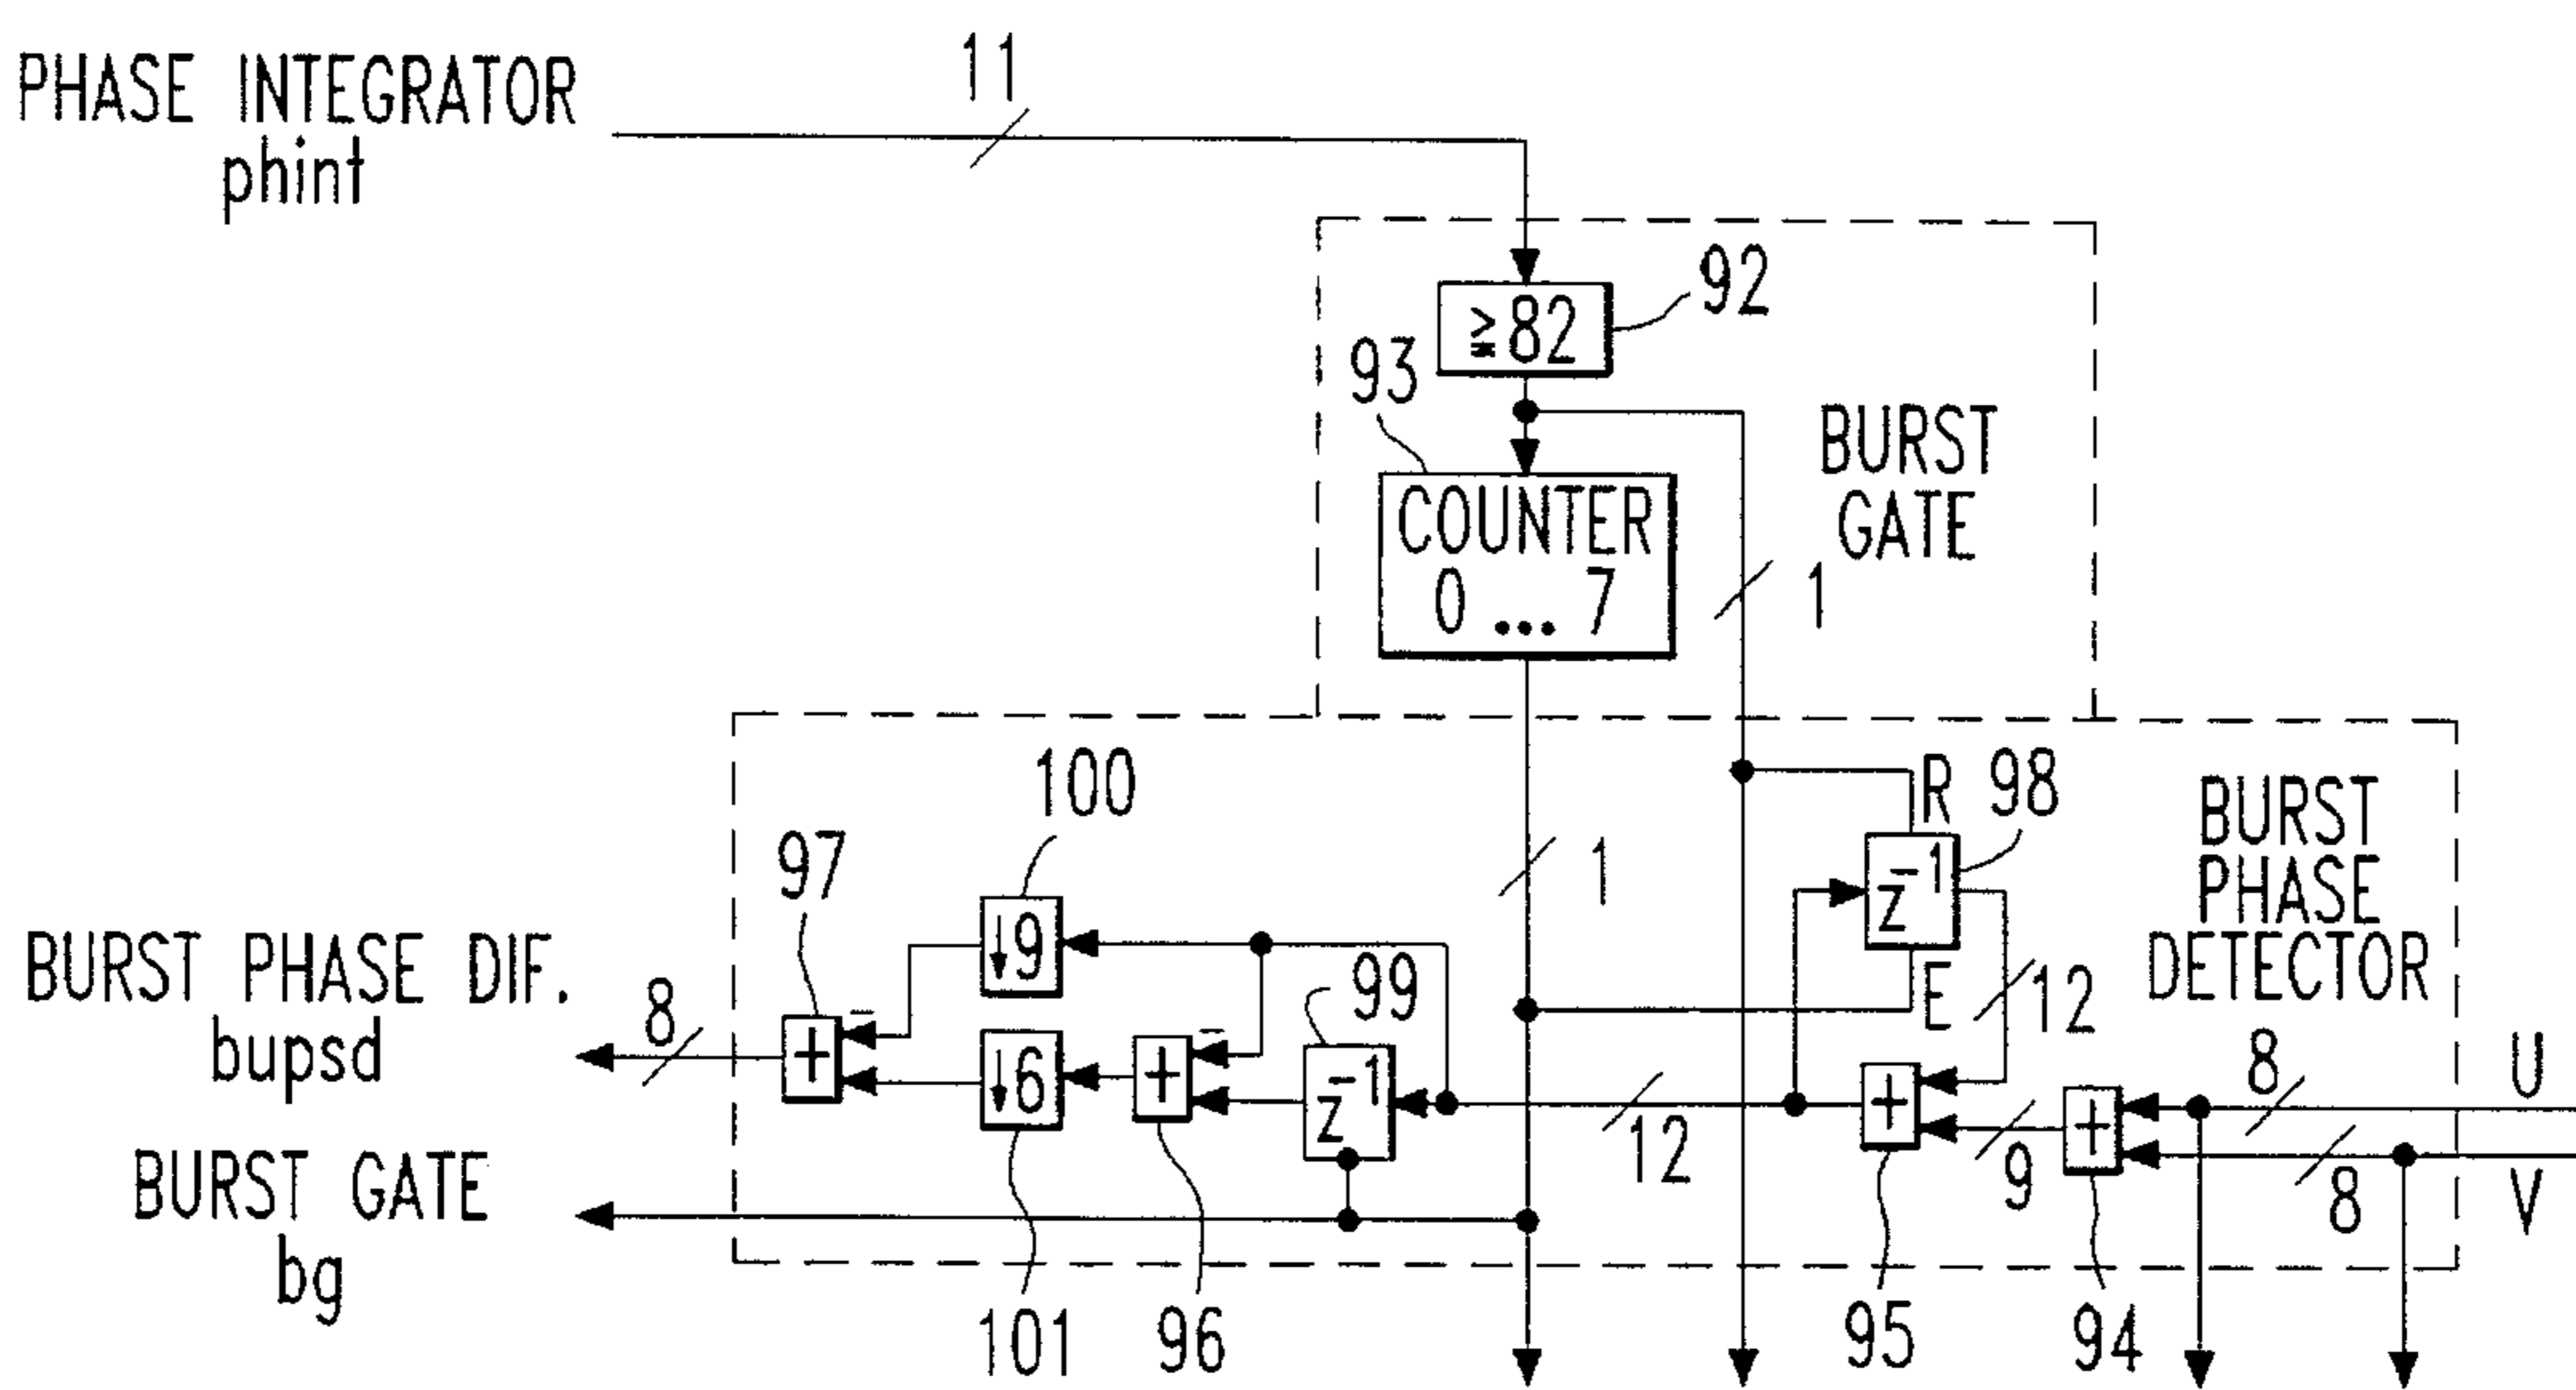 PHASE INTEGRATOR
phint
11
≧82
92
93
COUNTER
0 ... 7
BURST
GATE
1
100
97
↓9
99
1
R
98
z⁻¹
E
12
BURST
PHASE
DETECTOR
BURST PHASE DIF.
bupsd
8
+
-
↓6
+
-
z⁻¹
12
+
9
+
8
U
8
V
BURST GATE
bg
101
96
95
94